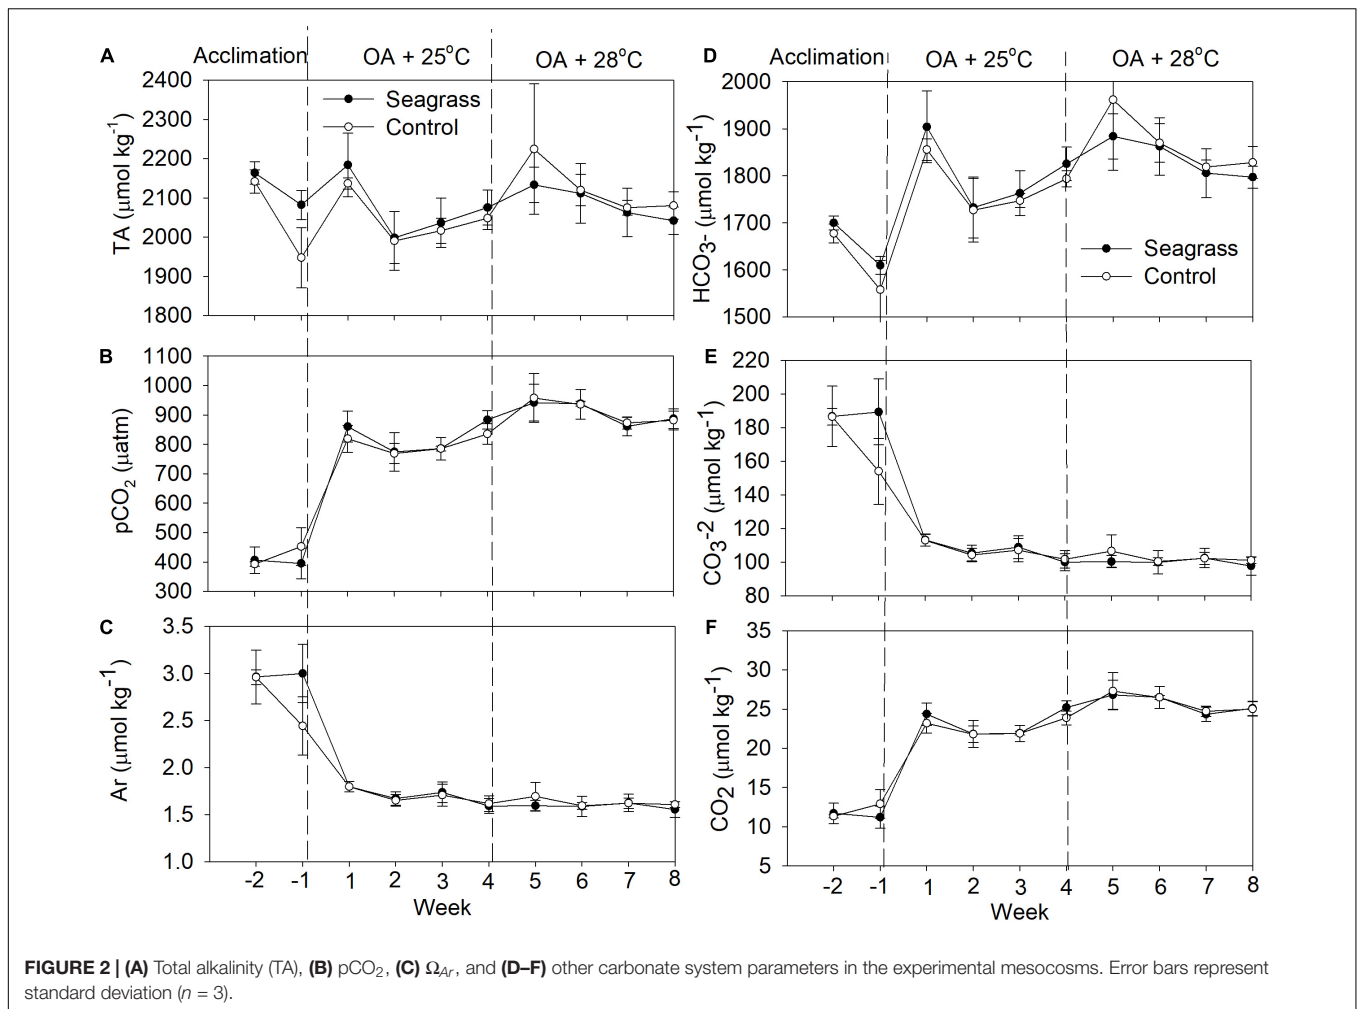 A
Acclimation
OA + 25°C
OA + 28°C
2400
2300
2200
2100
2000
1900
1800
TA (μmol kg-1)
Seagrass
Control
D
Acclimation
OA + 25°C
OA + 28°C
2000
1900
1800
1700
1600
1500
HCO3- (μmol kg-1)
Seagrass
Control
B
1100
1000
900
800
700
600
500
400
300
pCO2 (μatm)
E
220
200
180
160
140
120
100
80
CO3-2 (μmol kg-1)
C
3.5
3.0
2.5
2.0
1.5
1.0
Ar (μmol kg-1)
-2 -1 1 2 3 4 5 6 7 8
Week
F
35
30
25
20
15
10
5
CO2 (μmol kg-1)
-2 -1 1 2 3 4 5 6 7 8
Week
FIGURE 2 | (A) Total alkalinity (TA), (B) pCO2, (C) ΩAr, and (D–F) other carbonate system parameters in the experimental mesocosms. Error bars represent
standard deviation (n = 3).